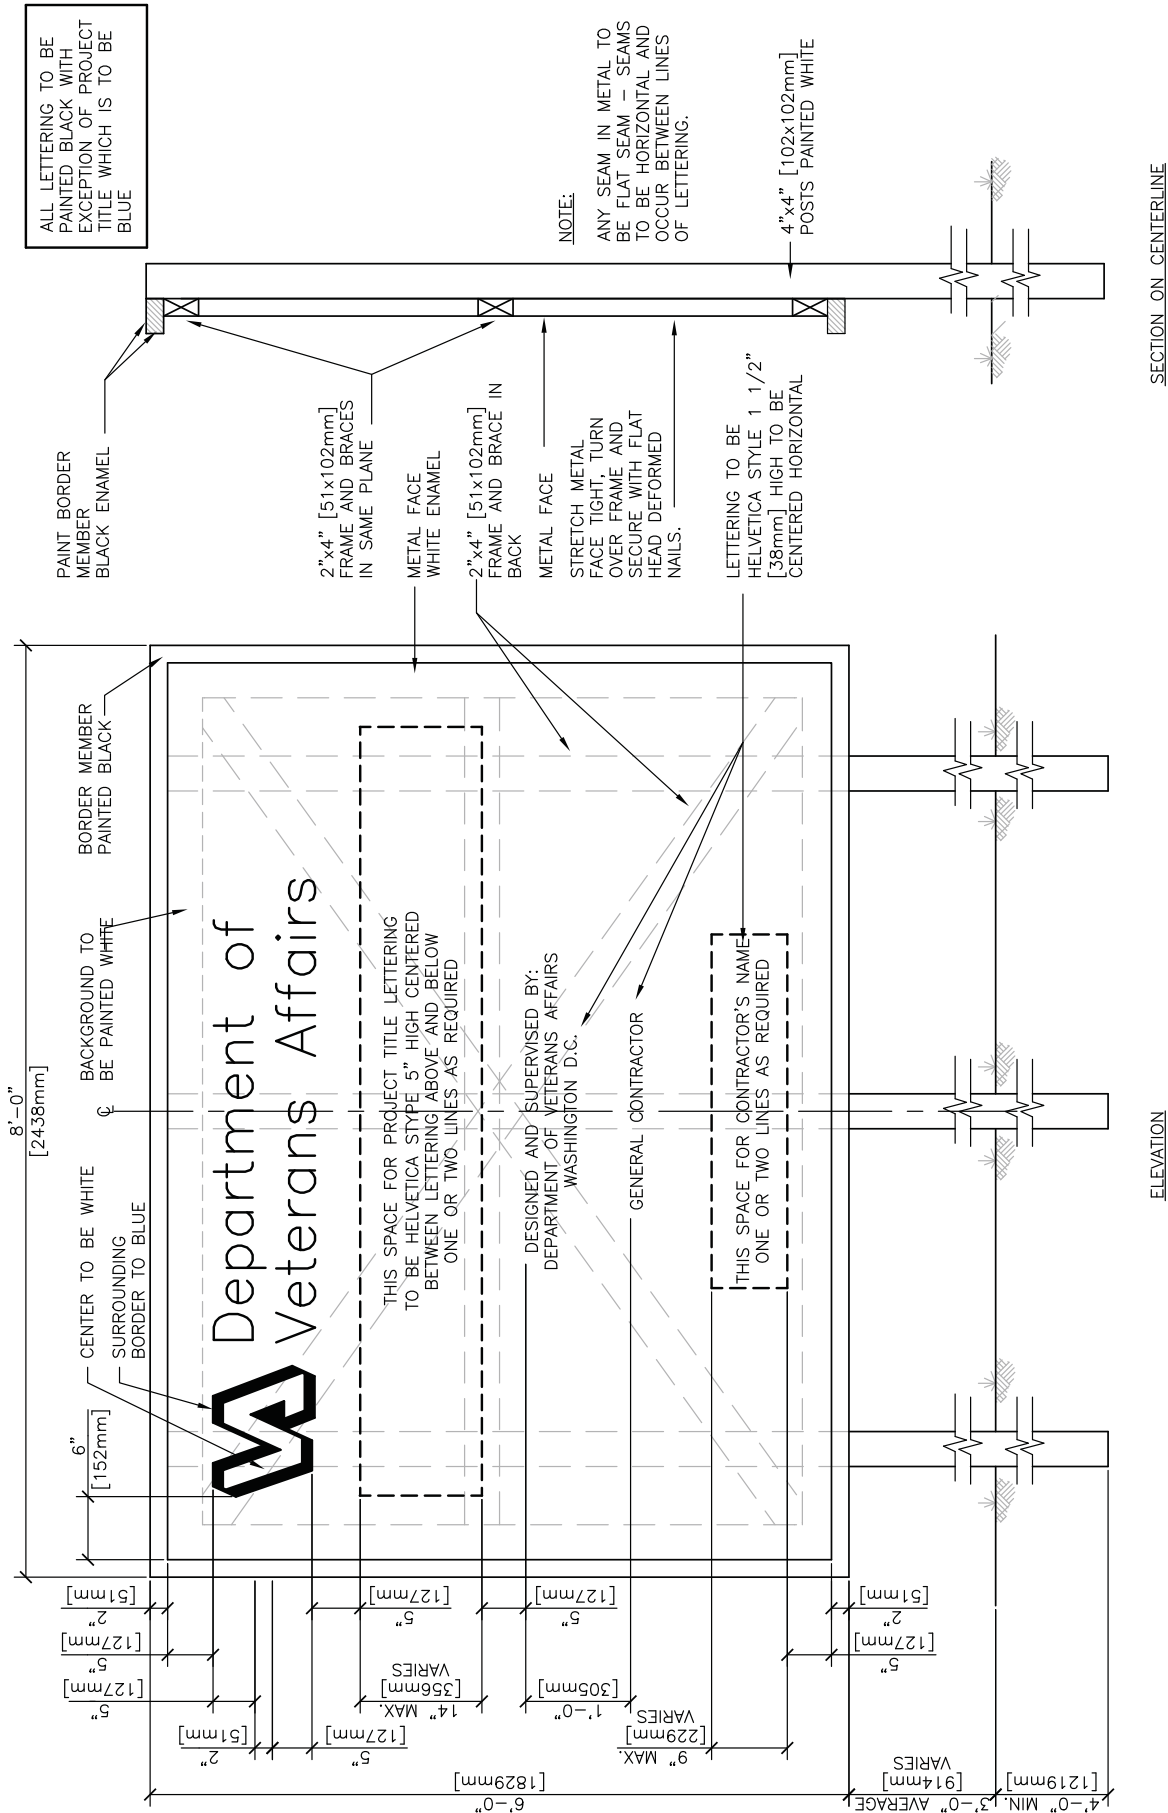 ALL LETTERING TO BE
PAINTED BLACK WITH
EXCEPTION OF PROJECT
TITLE WHICH IS TO BE
BLUE
PAINT BORDER
MEMBER
BLACK ENAMEL
2"x4" [51x102mm]
FRAME AND BRACES
IN SAME PLANE
METAL FACE
WHITE ENAMEL
2"x4" [51x102mm]
FRAME AND BRACE IN
BACK
METAL FACE
STRETCH METAL
FACE TIGHT, TURN
OVER FRAME AND
SECURE WITH FLAT
HEAD DEFORMED
NAILS.
LETTERING TO BE
HELVETICA STYLE 1 1/2"
[38mm] HIGH TO BE
CENTERED HORIZONTAL
NOTE:
ANY SEAM IN METAL TO
BE FLAT SEAM – SEAMS
TO BE HORIZONTAL AND
OCCUR BETWEEN LINES
OF LETTERING.
4"x4" [102x102mm]
POSTS PAINTED WHITE
SECTION ON CENTERLINE
8'-0"
[2438mm]
6"
[152mm]
CENTER TO BE WHITE
SURROUNDING
BORDER TO BLUE
℄
BACKGROUND TO
BE PAINTED WHITE
BORDER MEMBER
PAINTED BLACK
Department of
Veterans Affairs
THIS SPACE FOR PROJECT TITLE LETTERING
TO BE HELVETICA STYPE 5" HIGH CENTERED
BETWEEN LETTERING ABOVE AND BELOW
ONE OR TWO LINES AS REQUIRED
DESIGNED AND SUPERVISED BY:
DEPARTMENT OF VETERANS AFFAIRS
WASHINGTON D.C.
GENERAL CONTRACTOR
THIS SPACE FOR CONTRACTOR'S NAME
ONE OR TWO LINES AS REQUIRED
2"
[51mm]
5"
[127mm]
5"
[127mm]
2"
[51mm]
5"
[127mm]
5"
[127mm]
14" MAX.
[356mm]
VARIES
5"
[127mm]
1'-0"
[305mm]
9" MAX.
[229mm]
VARIES
5"
[127mm]
2"
[51mm]
6'-0"
[1829mm]
3'-0" AVERAGE
[914mm]
VARIES
4'-0" MIN.
[1219mm]
ELEVATION